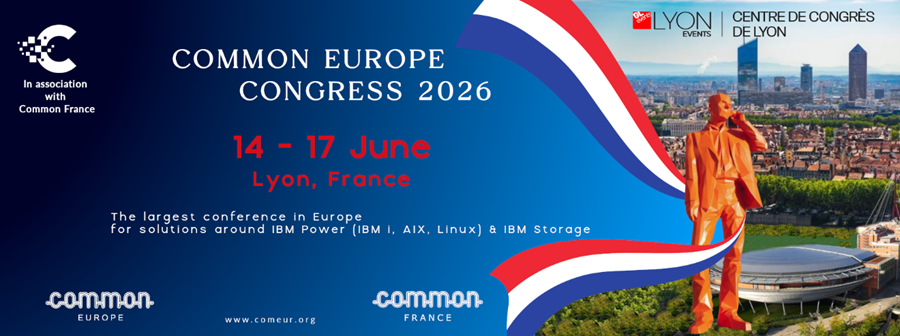 In association
with
Common France
COMMON EUROPE
CONGRESS 2026
14 - 17 June
Lyon, France
The largest conference in Europe
for solutions around IBM Power (IBM i, AIX, Linux) & IBM Storage
common
EUROPE
www.comeur.org
common
FRANCE
GL events
LYON
EVENTS
CENTRE DE CONGRÈS
DE LYON